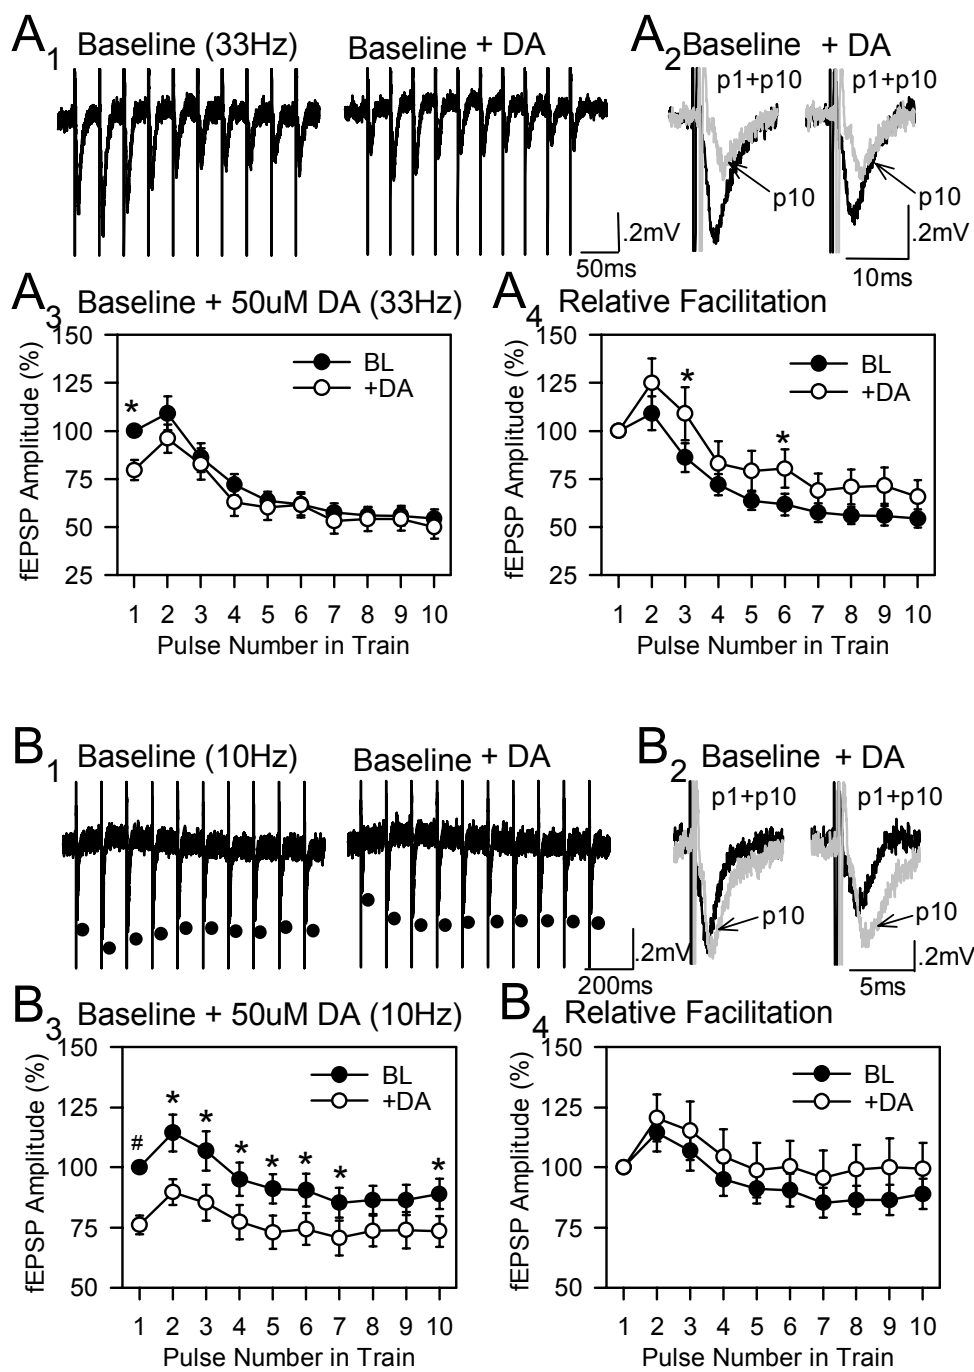 A1 Baseline (33Hz) Baseline + DA
A2 Baseline + DA
p1+p10 p1+p10
p10 p10
.2mV
50ms
.2mV
10ms
A3 Baseline + 50uM DA (33Hz)
fEPSP Amplitude (%)
150
125
100
75
50
25
*
BL
+DA
1 2 3 4 5 6 7 8 9 10
Pulse Number in Train
A4 Relative Facilitation
fEPSP Amplitude (%)
150
125
100
75
50
25
* *
BL
+DA
1 2 3 4 5 6 7 8 9 10
Pulse Number in Train
B1 Baseline (10Hz) Baseline + DA
B2 Baseline + DA
p1+p10 p1+p10
p10 p10
.2mV
200ms
.2mV
5ms
B3 Baseline + 50uM DA (10Hz)
fEPSP Amplitude (%)
150
125
100
75
50
# * * * * * * *
BL
+DA
1 2 3 4 5 6 7 8 9 10
Pulse Number in Train
B4 Relative Facilitation
fEPSP Amplitude (%)
150
125
100
75
50
BL
+DA
1 2 3 4 5 6 7 8 9 10
Pulse Number in Train